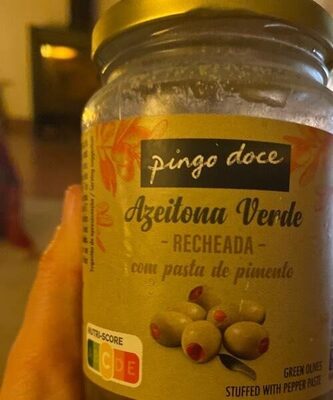 pingo doce
Azeitona Verde
- RECHEADA -
com pasta de pimento
NUTRI-SCORE
C D E
GREEN OLIVES
STUFFED WITH PEPPER PASTE